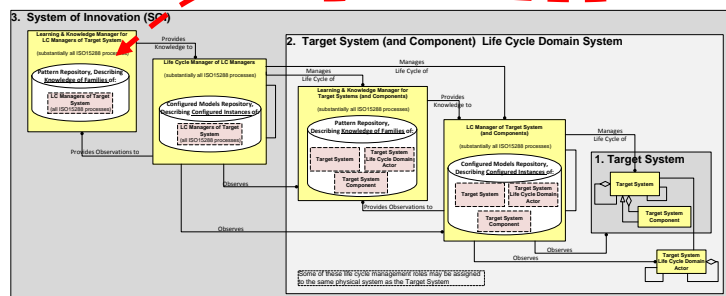 3. System of Innovation (SOI)
Learning & Knowledge Manager for
LC Managers of Target System
(substantially all ISO15288 processes)
Pattern Repository, Describing
Knowledge of Families of:
LC Managers of Target
System
(all ISO15288 processes)
Provides
Knowledge to
Life Cycle Manager of LC Managers
(substantially all ISO15288 processes)
Configured Models Repository,
Describing Configured Instances of:
LC Managers of Target
System
(all ISO15288 processes)
Provides Observations to
Observes
Observes
2. Target System (and Component) Life Cycle Domain System
Manages
Life Cycle of
Manages
Life Cycle of
Learning & Knowledge Manager for
Target Systems (and Components)
(substantially all ISO15288 processes)
Pattern Repository,
Describing Knowledge of Families of:
Target System
Target System
Life Cycle Domain
Actor
Target System
Component
Provides
Knowledge to
Provides Observations to
LC Manager of Target System
(and Components)
(substantially all ISO15288 processes)
Configured Models Repository,
Describing Configured Instances of:
Target System
Target System
Life Cycle Domain
Actor
Target System
Component
Manages
Life Cycle of
1. Target System
Target System
Target System
Component
Observes
Observes
Target System
Life Cycle Domain
Actor
Some of these life cycle management roles may be assigned
to the same physical system as the Target System